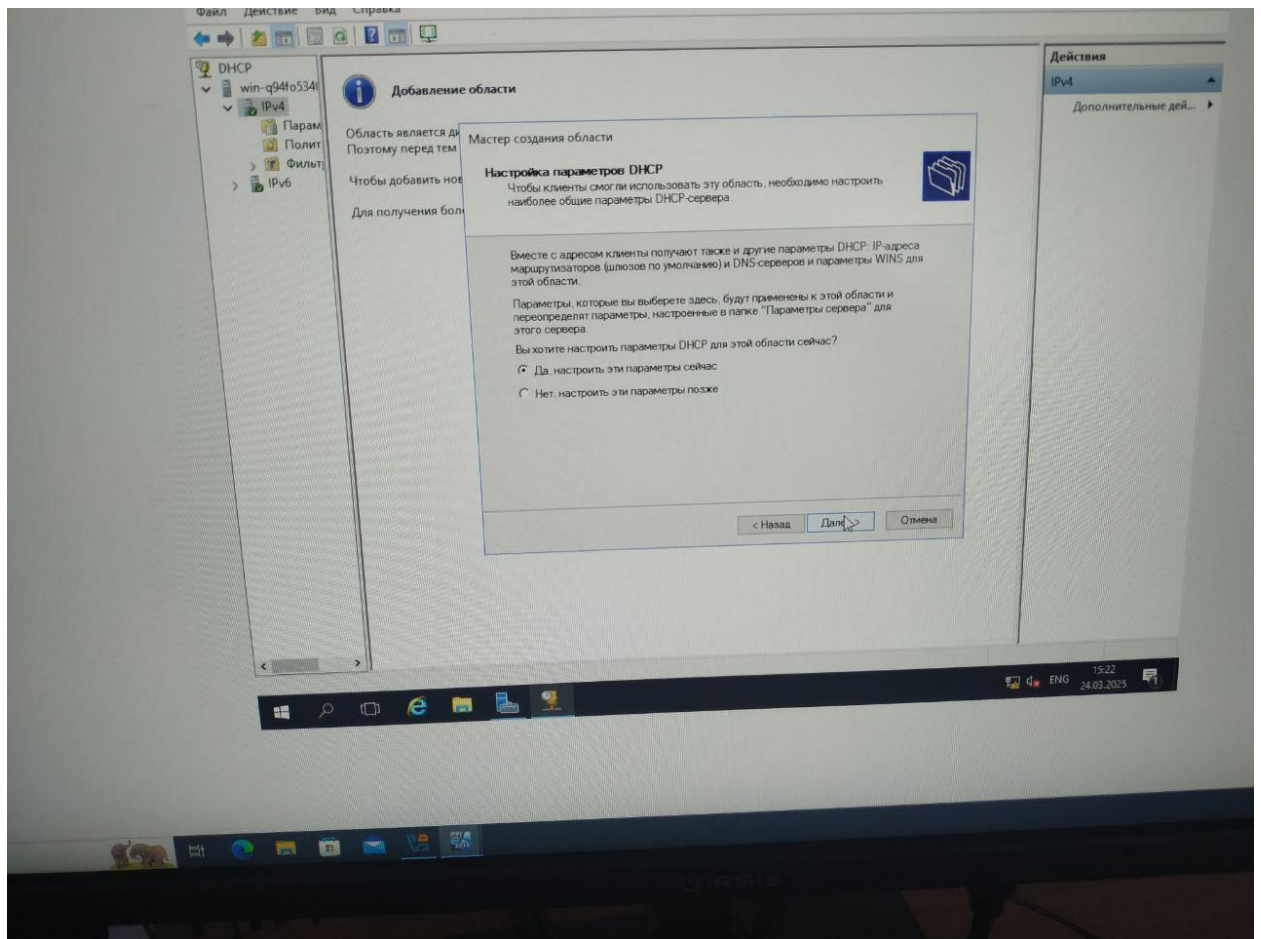 Файл Действие Вид Справка
DHCP
win-q94fo534
IPv4
Парам
Полит
Фильт
IPv6
Добавление области
Область является ди
Поэтому перед тем
Чтобы добавить нов
Для получения бол
Мастер создания области
Настройка параметров DHCP
Чтобы клиенты смогли использовать эту область, необходимо настроить
наиболее общие параметры DHCP-сервера.
Вместе с адресом клиенты получают также и другие параметры DHCP: IP-адреса
маршрутизаторов (шлюзов по умолчанию) и DNS-серверов и параметры WINS для
этой области.
Параметры, которые вы выберете здесь, будут применены к этой области и
переопределят параметры, настроенные в папке "Параметры сервера" для
этого сервера.
Вы хотите настроить параметры DHCP для этой области сейчас?
Да, настроить эти параметры сейчас
Нет, настроить эти параметры позже
< Назад
Дале >
Отмена
Действия
IPv4
Дополнительные дей...
ENG
15:22
24.03.2025